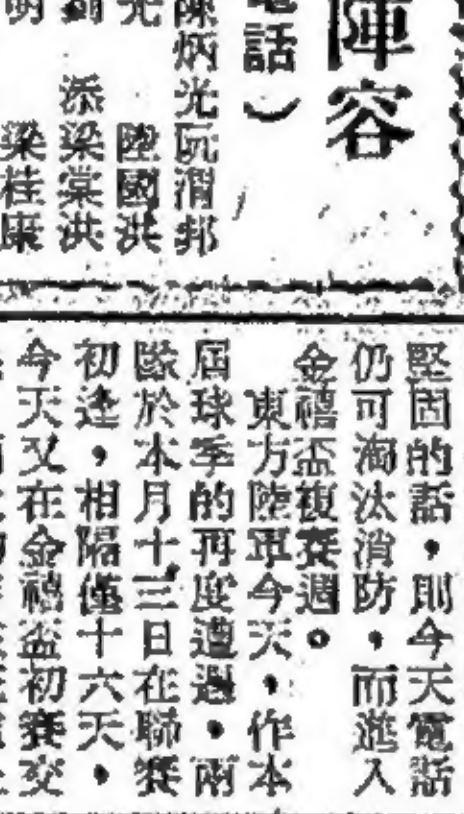 陣容
電話）
陳炳光阮潤邦
光　陸國洪
添梁棠洪
梁桂康
堅固的話，則今天電話
仍可淘汰消防，而進入
金禧盃複賽週。
東方陸軍今天，作本
屆球季的再度遭遇，兩
隊於本月十三日在聯賽
初逢，相隔僅十六天，
今天又在金禧盃初賽交